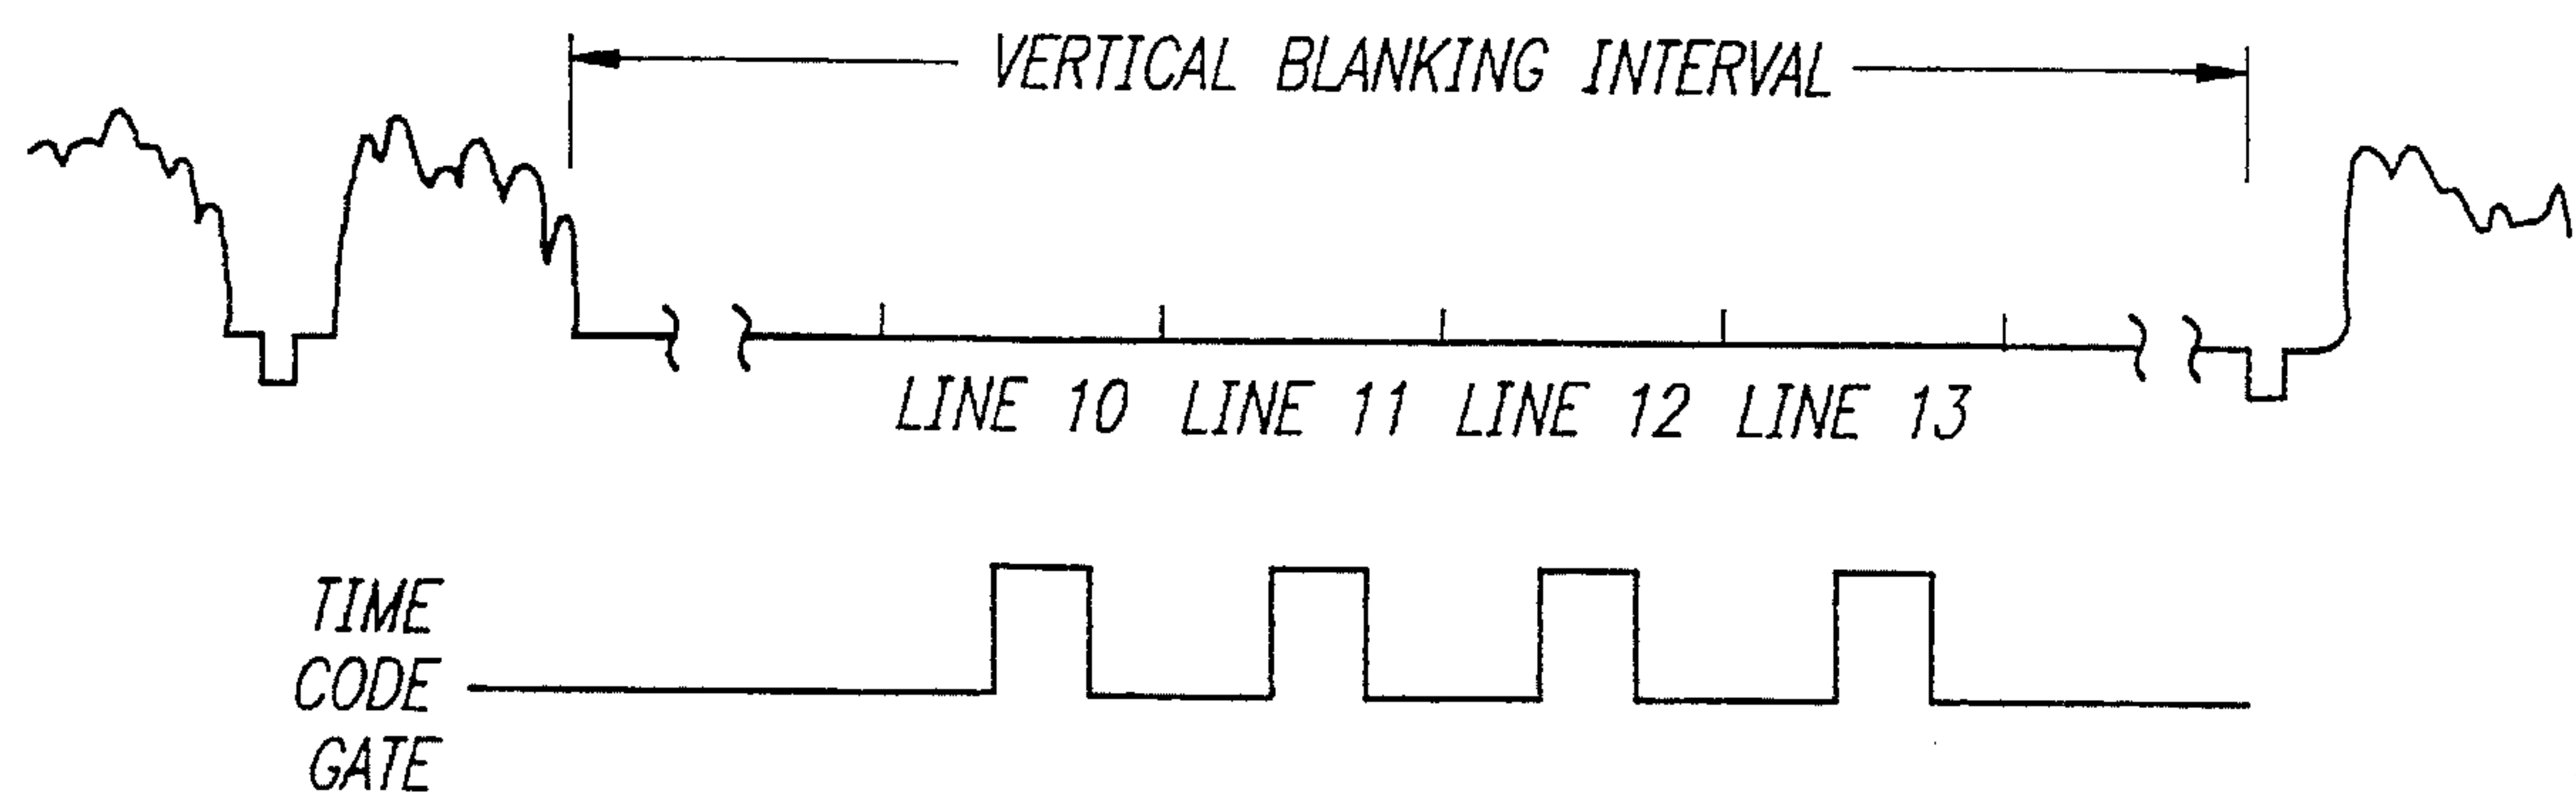 VERTICAL BLANKING INTERVAL
LINE 10 LINE 11 LINE 12 LINE 13
TIME
CODE
GATE